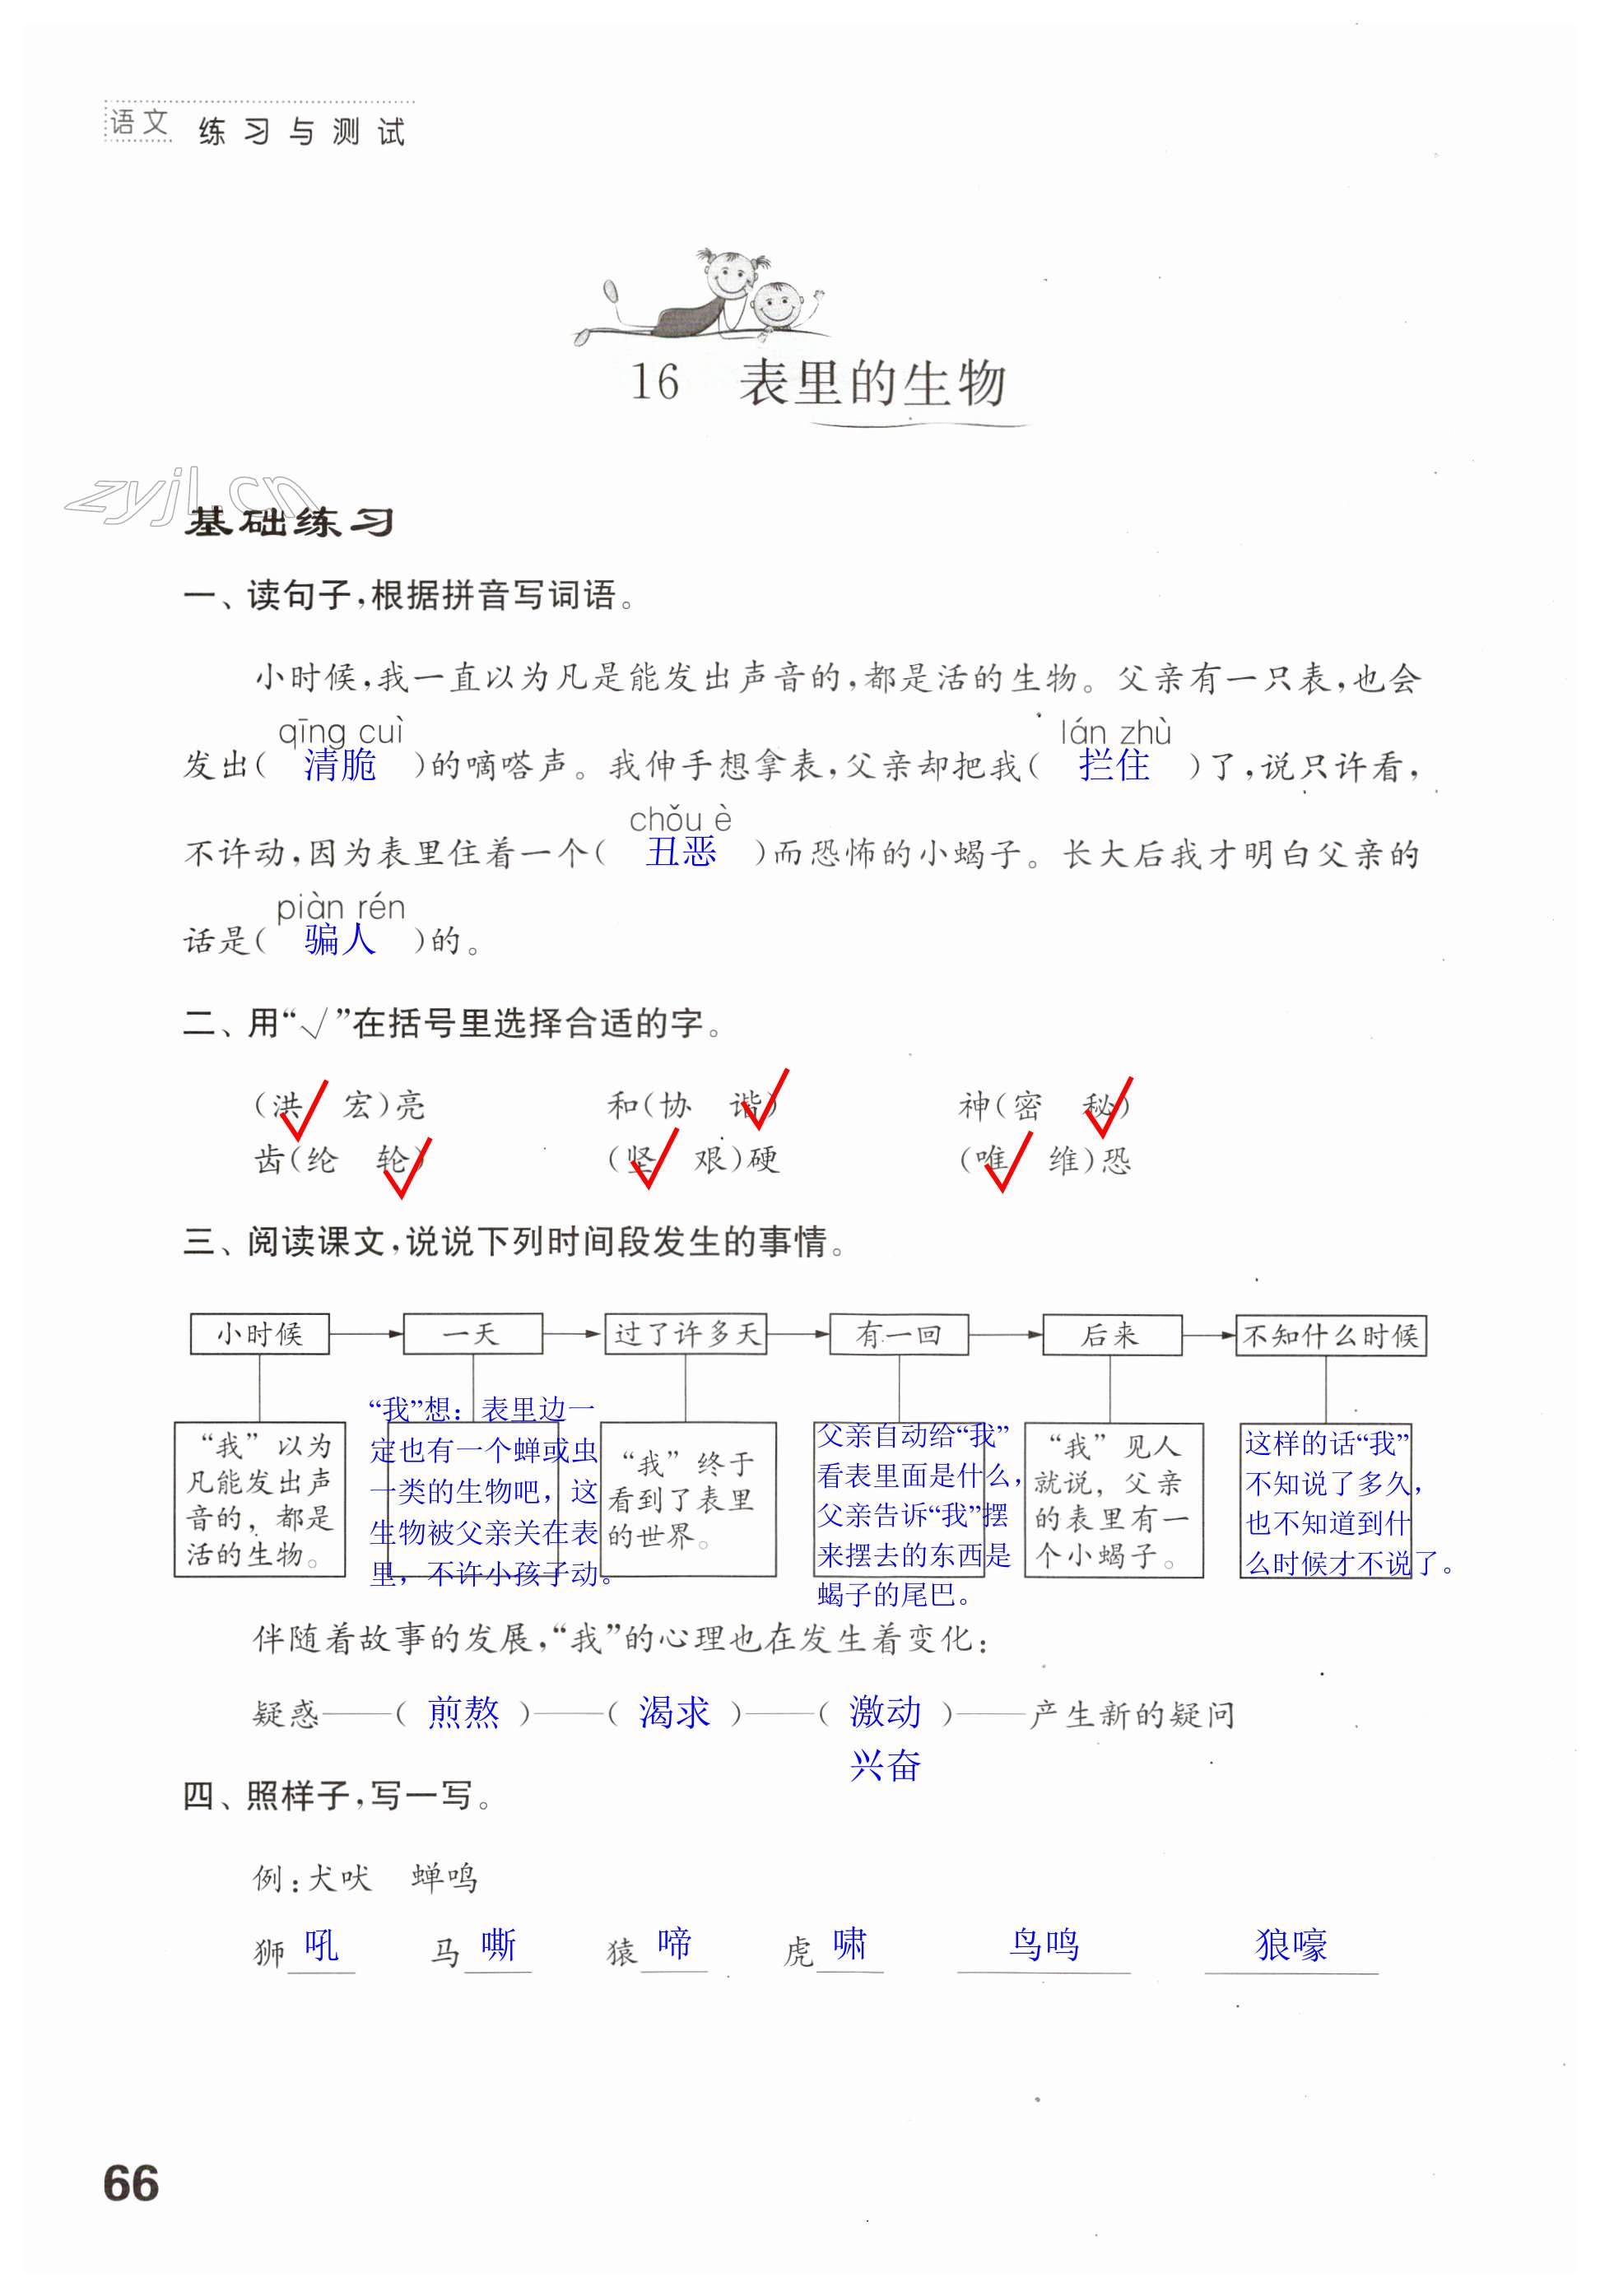 语文 练习与测试
16 表里的生物
zyjl.cn
基础练习
一、读句子,根据拼音写词语。
小时候,我一直以为凡是能发出声音的,都是活的生物。父亲有一只表,也会
qīng cuì lán zhù
发出( 清脆 )的嘀嗒声。我伸手想拿表,父亲却把我( 拦住 )了,说只许看,
chǒu è
不许动,因为表里住着一个( 丑恶 )而恐怖的小蝎子。长大后我才明白父亲的
piàn rén
话是( 骗人 )的。
二、用“√”在括号里选择合适的字。
(洪√ 宏)亮 和(协 谐√) 神(密 秘√)
齿(纶 轮√) (坚√ 艰)硬 (唯√ 维)恐
三、阅读课文,说说下列时间段发生的事情。
小时候 一天 过了许多天 有一回 后来 不知什么时候
“我”以为
凡能发出声
音的，都是
活的生物。
“我”想：表里边一
定也有一个蝉或虫
一类的生物吧，这
生物被父亲关在表
里，不许小孩子动。
“我”终于
看到了表里
的世界。
父亲自动给“我”
看表里面是什么，
父亲告诉“我”摆
来摆去的东西是
蝎子的尾巴。
“我”见人
就说，父亲
的表里有一
个小蝎子。
这样的话“我”
不知说了多久，
也不知道到什
么时候才不说了。
伴随着故事的发展,“我”的心理也在发生着变化:
疑惑——( 煎熬 )——( 渴求 )——( 激动 )——产生新的疑问
兴奋
四、照样子,写一写。
例:犬吠 蝉鸣
狮吼 马嘶 猿啼 虎啸 鸟鸣 狼嚎
66